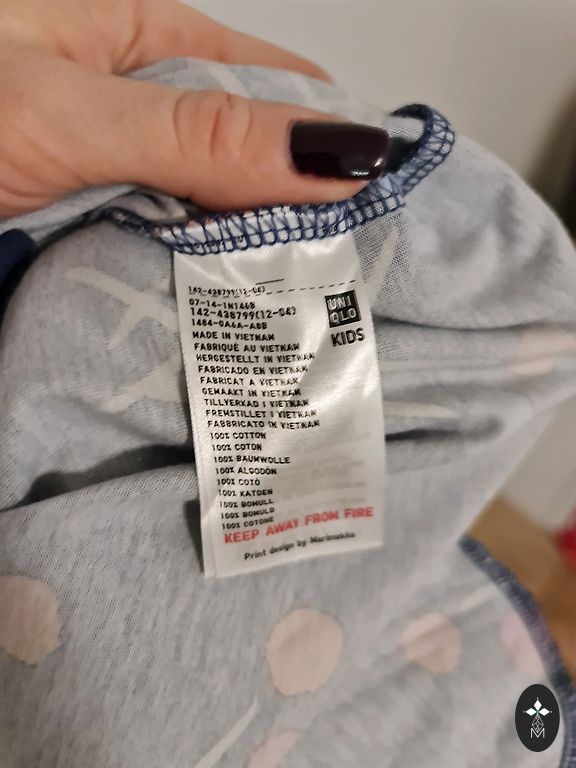 142-438799(12-04)
07-14-1N146B
142-438799(12-04)
1484-0A6A-A8B
MADE IN VIETNAM
FABRIQUÉ AU VIETNAM
HERGESTELLT IN VIETNAM
FABRICADO EN VIETNAM
FABRICAT A VIETNAM
GEMAAKT IN VIETNAM
TILLVERKAD I VIETNAM
FREMSTILLET I VIETNAM
FABBRICATO IN VIETNAM
UNI
QLO
KIDS
100% COTTON
100% COTON
100% BAUMWOLLE
100% ALGODÓN
100% COTÓ
100% KATOEN
100% BOMULL
100% BOMULD
100% COTONE
KEEP AWAY FROM FIRE
Print design by Marimekko
M